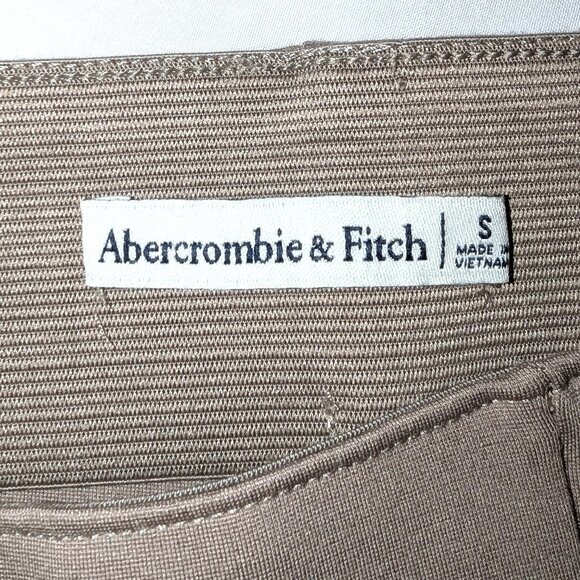 Abercrombie & Fitch
S
MADE IN
VIETNAM